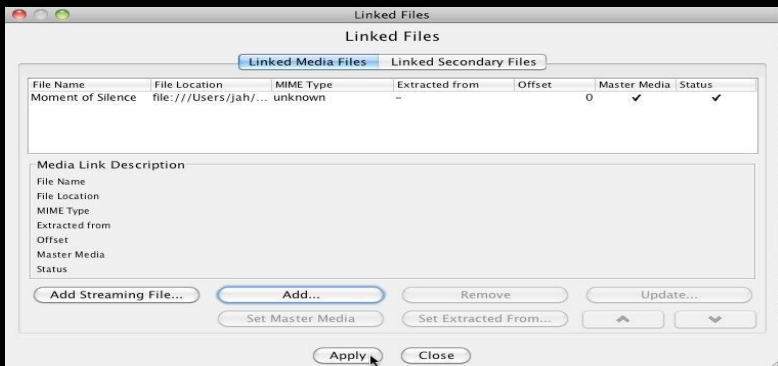 Linked Files
Linked Files
Linked Media Files Linked Secondary Files
File Name File Location MIME Type Extracted from Offset Master Media Status
Moment of Silence file:///Users/jah/... unknown - 0 ✔ ✔
Media Link Description
File Name
File Location
MIME Type
Extracted from
Offset
Master Media
Status
Add Streaming File... Add... Remove Update...
Set Master Media Set Extracted From...
Apply Close